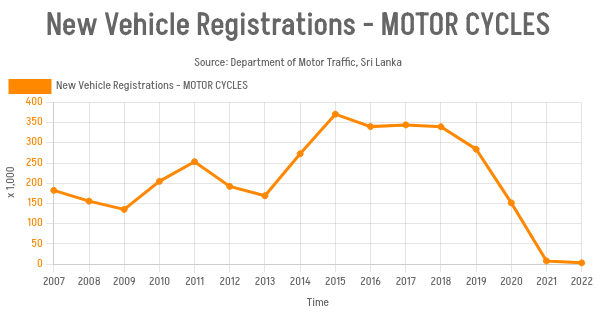 New Vehicle Registrations - MOTOR CYCLES
Source: Department of Motor Traffic, Sri Lanka
New Vehicle Registrations - MOTOR CYCLES
400
350
300
250
200
150
100
50
0
x 1,000
2007 2008 2009 2010 2011 2012 2013 2014 2015 2016 2017 2018 2019 2020 2021 2022
Time